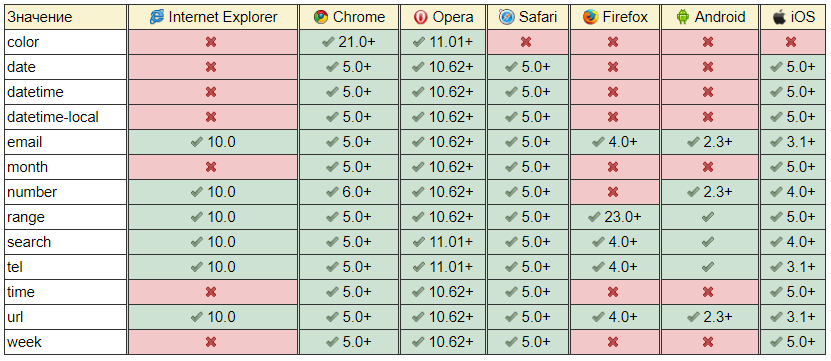 Значение Internet Explorer Chrome Opera Safari Firefox Android iOS
color 21.0+ 11.01+
date 5.0+ 10.62+ 5.0+ 5.0+
datetime 5.0+ 10.62+ 5.0+ 5.0+
datetime-local 5.0+ 10.62+ 5.0+ 5.0+
email 10.0 5.0+ 10.62+ 5.0+ 4.0+ 2.3+ 3.1+
month 5.0+ 10.62+ 5.0+ 5.0+
number 10.0 6.0+ 10.62+ 5.0+ 2.3+ 4.0+
range 10.0 5.0+ 10.62+ 5.0+ 23.0+ 5.0+
search 10.0 5.0+ 11.01+ 5.0+ 4.0+ 4.0+
tel 10.0 5.0+ 11.01+ 5.0+ 4.0+ 3.1+
time 5.0+ 10.62+ 5.0+ 5.0+
url 10.0 5.0+ 10.62+ 5.0+ 4.0+ 2.3+ 3.1+
week 5.0+ 10.62+ 5.0+ 5.0+